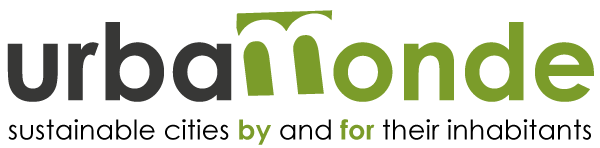 urbamonde
sustainable cities by and for their inhabitants